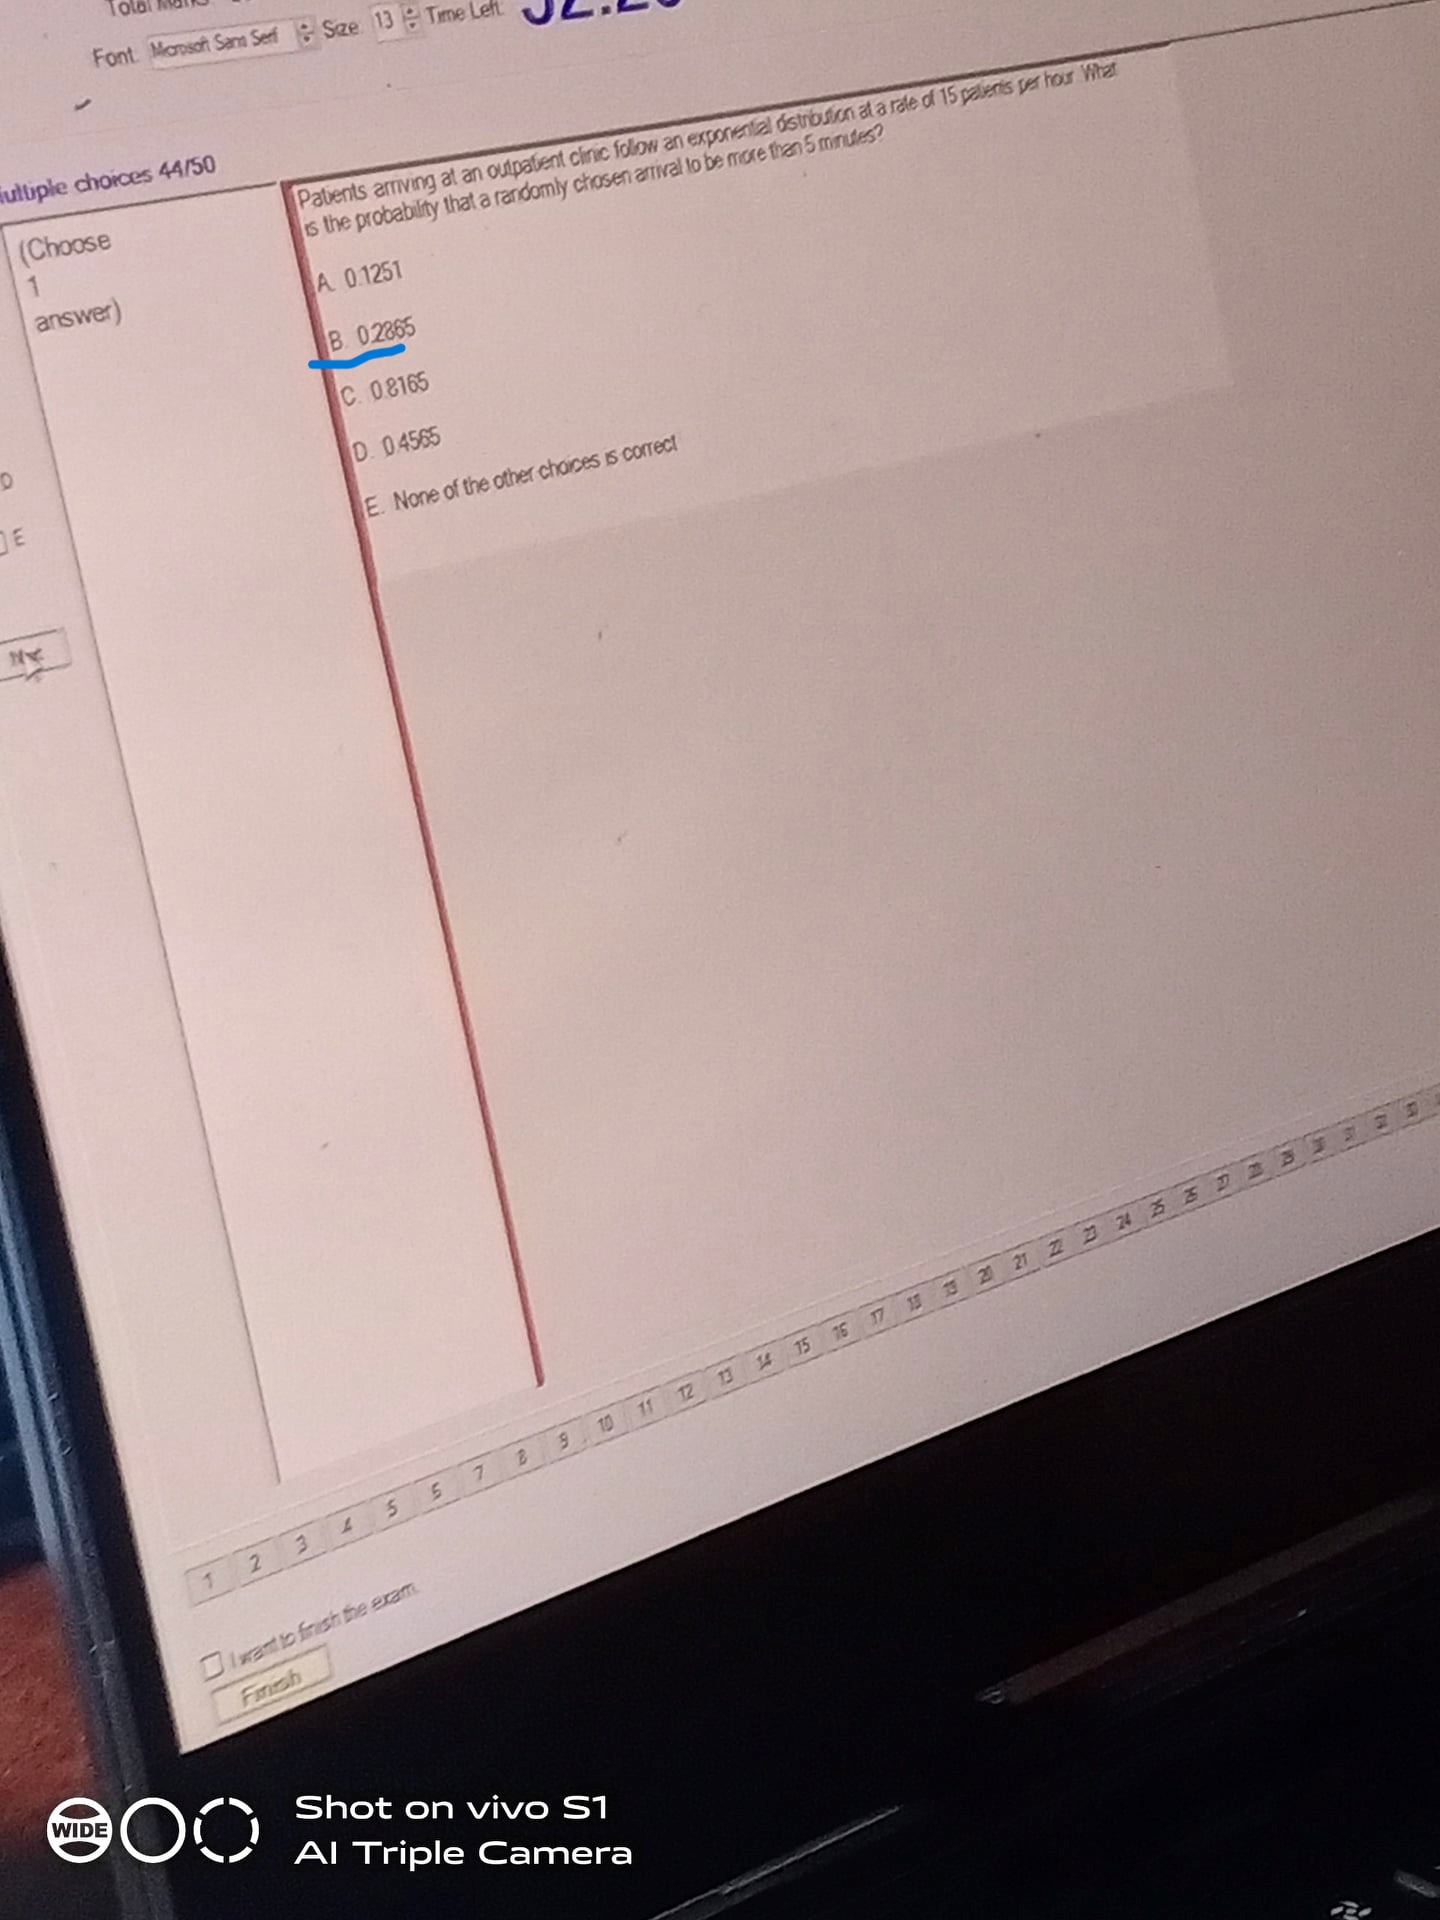 Font Microsoft Sans Serif Size 13 Time Left:
Multiple choices 44/50
(Choose
1
answer)
Patients arriving at an outpatient clinic follow an exponential distribution at a rate of 15 patients per hour. What
is the probability that a randomly chosen arrival to be more than 5 minutes?
A. 0.1251
B. 0.2865
C. 0.8165
D. 0.4565
E. None of the other choices is correct
D
E
1 2 3 4 5 6 7 8 9 10 11 12 13 14 15 16 17 18 19 20 21 22 23 24 25 26 27 28 29 30 31 32 33
I want to finish the exam.
Finish
WIDE
Shot on vivo S1
AI Triple Camera